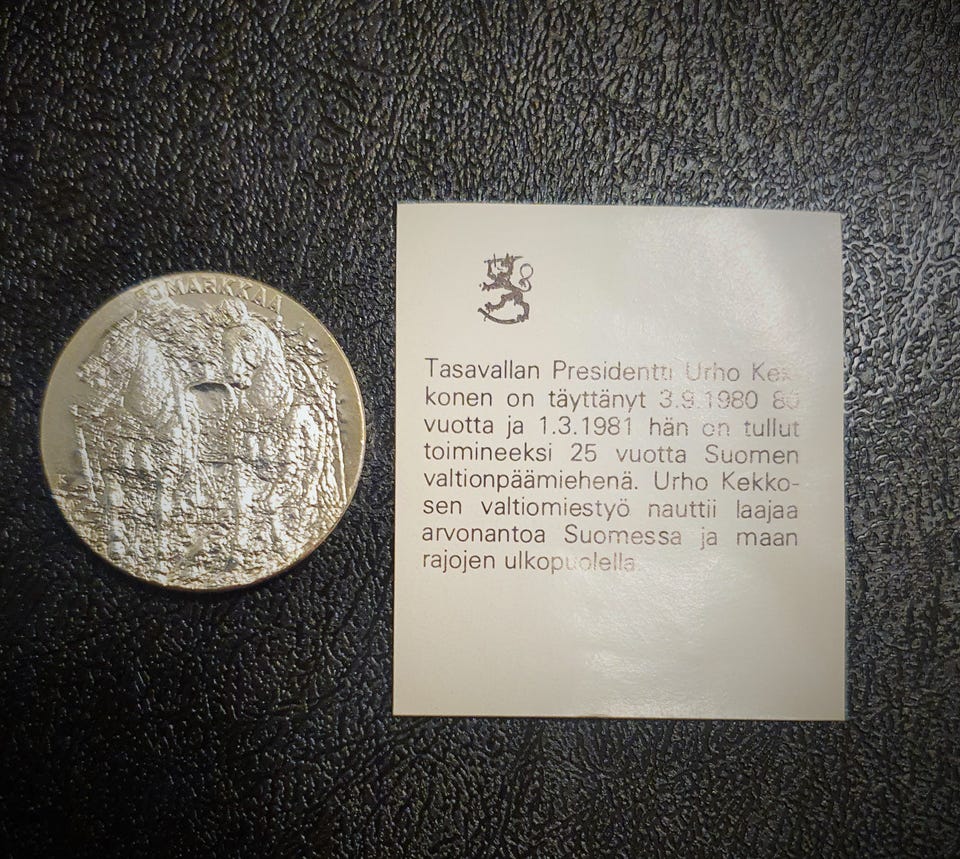 50 MARKKAA
Tasavallan Presidentti Urho Kek-
konen on täyttänyt 3.9.1980 80
vuotta ja 1.3.1981 hän on tullut
toimineeksi 25 vuotta Suomen
valtionpäämiehenä. Urho Kekko-
sen valtiomiestyö nauttii laajaa
arvonantoa Suomessa ja maan
rajojen ulkopuolella.